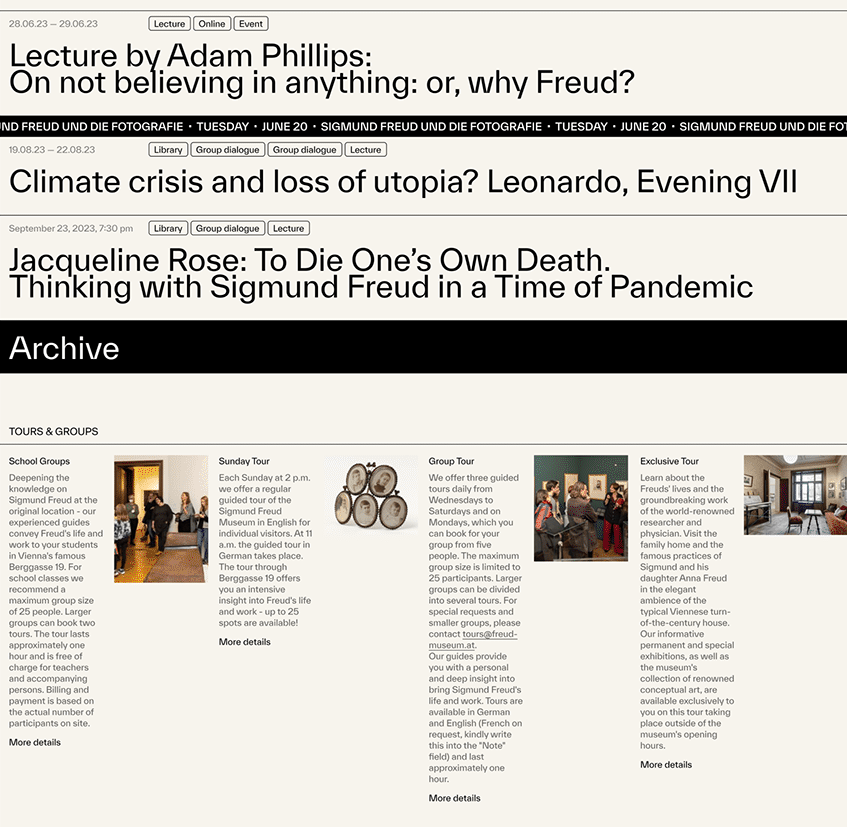 28.06.23 — 29.06.23 Lecture Online Event
Lecture by Adam Phillips:
On not believing in anything: or, why Freud?
ND FREUD UND DIE FOTOGRAFIE • TUESDAY • JUNE 20 • SIGMUND FREUD UND DIE FOTOGRAFIE • TUESDAY • JUNE 20 • SIGMUND FREUD UND DIE FOT
19.08.23 — 22.08.23 Library Group dialogue Group dialogue Lecture
Climate crisis and loss of utopia? Leonardo, Evening VII
September 23, 2023, 7:30 pm Library Group dialogue Lecture
Jacqueline Rose: To Die One’s Own Death.
Thinking with Sigmund Freud in a Time of Pandemic
Archive
TOURS & GROUPS
School Groups
Deepening the
knowledge on
Sigmund Freud at the
original location - our
experienced guides
convey Freud's life and
work to your students
in Vienna's famous
Berggasse 19. For
school classes we
recommend a
maximum group size
of 25 people. Larger
groups can book two
tours. The tour lasts
approximately one
hour and is free of
charge for teachers
and accompanying
persons. Billing and
payment is based on
the actual number of
participants on site.
More details
Sunday Tour
Each Sunday at 2 p.m.
we offer a regular
guided tour of the
Sigmund Freud
Museum in English for
individual visitors. At 11
a.m. the guided tour in
German takes place.
The tour through
Berggasse 19 offers
you an intensive
insight into Freud's life
and work - up to 25
spots are available!
More details
Group Tour
We offer three guided
tours daily from
Wednesdays to
Saturdays and on
Mondays, which you
can book for your
group from five
people. The maximum
group size is limited to
25 participants. Larger
groups can be divided
into several tours. For
special requests and
smaller groups, please
contact tours@freud-
museum.at.
Our guides provide
you with a personal
and deep insight into
bring Sigmund Freud's
life and work. Tours are
available in German
and English (French on
request, kindly write
this into the "Note"
field) and last
approximately one
hour.
More details
Exclusive Tour
Learn about the
Freuds' lives and the
groundbreaking work
of the world-renowned
researcher and
physician. Visit the
family home and the
famous practices of
Sigmund and his
daughter Anna Freud
in the elegant
ambience of the
typical Viennese turn-
of-the-century house.
Our informative
permanent and special
exhibitions, as well as
the museum's
collection of renowned
conceptual art, are
available exclusively to
you on this tour taking
place outside of the
museum's opening
hours.
More details